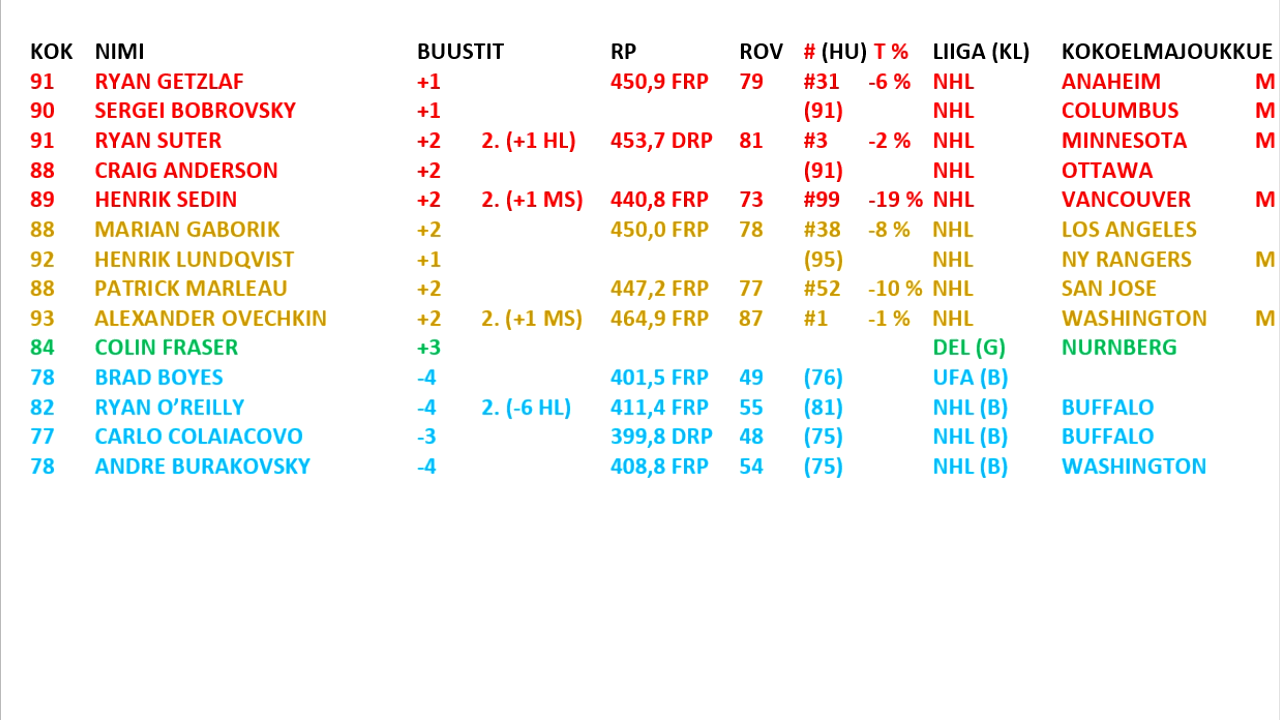 KOK NIMI BUUSTIT RP ROV # (HU) T % LIIGA (KL) KOKOELMAJOUKKUE
91 RYAN GETZLAF +1 450,9 FRP 79 #31 -6 % NHL ANAHEIM M
90 SERGEI BOBROVSKY +1 (91) NHL COLUMBUS M
91 RYAN SUTER +2 2. (+1 HL) 453,7 DRP 81 #3 -2 % NHL MINNESOTA M
88 CRAIG ANDERSON +2 (91) NHL OTTAWA
89 HENRIK SEDIN +2 2. (+1 MS) 440,8 FRP 73 #99 -19 % NHL VANCOUVER M
88 MARIAN GABORIK +2 450,0 FRP 78 #38 -8 % NHL LOS ANGELES
92 HENRIK LUNDQVIST +1 (95) NHL NY RANGERS M
88 PATRICK MARLEAU +2 447,2 FRP 77 #52 -10 % NHL SAN JOSE
93 ALEXANDER OVECHKIN +2 2. (+1 MS) 464,9 FRP 87 #1 -1 % NHL WASHINGTON M
84 COLIN FRASER +3 DEL (G) NURNBERG
78 BRAD BOYES -4 401,5 FRP 49 (76) UFA (B)
82 RYAN O’REILLY -4 2. (-6 HL) 411,4 FRP 55 (81) NHL (B) BUFFALO
77 CARLO COLAIACOVO -3 399,8 DRP 48 (75) NHL (B) BUFFALO
78 ANDRE BURAKOVSKY -4 408,8 FRP 54 (75) NHL (B) WASHINGTON